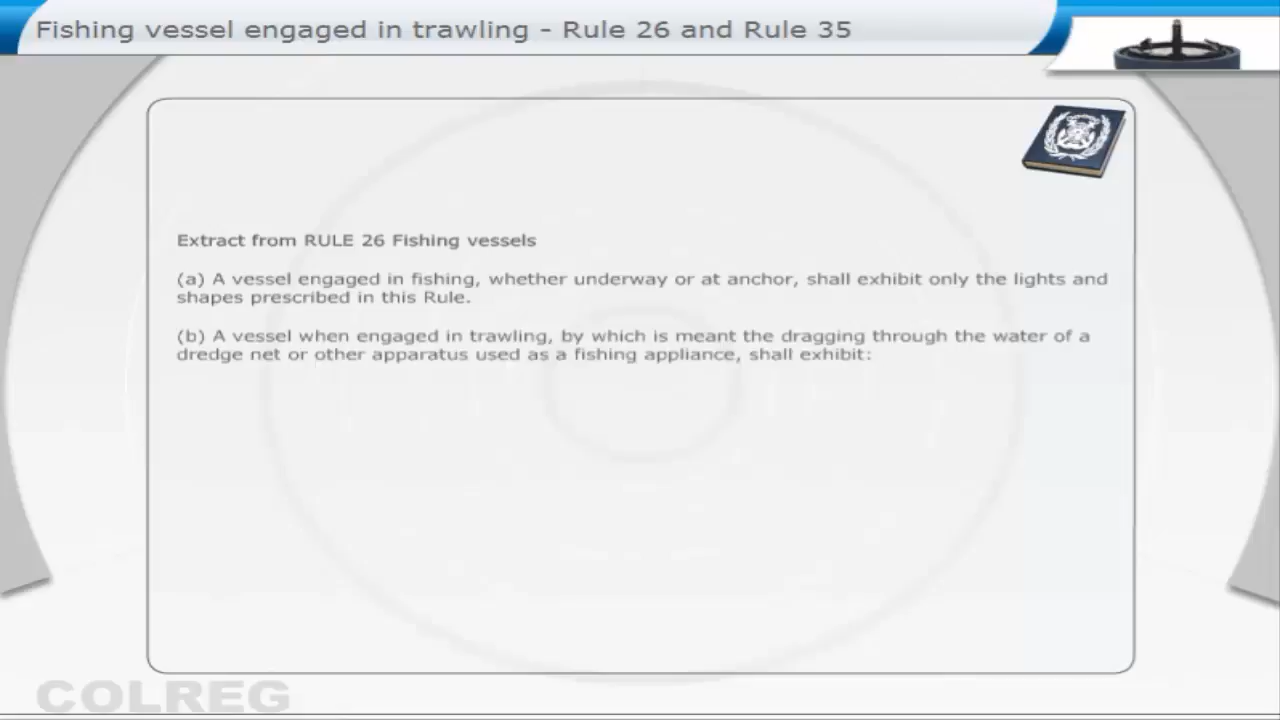 Fishing vessel engaged in trawling - Rule 26 and Rule 35
Extract from RULE 26 Fishing vessels
(a) A vessel engaged in fishing, whether underway or at anchor, shall exhibit only the lights and
shapes prescribed in this Rule.
(b) A vessel when engaged in trawling, by which is meant the dragging through the water of a
dredge net or other apparatus used as a fishing appliance, shall exhibit:
COLREG